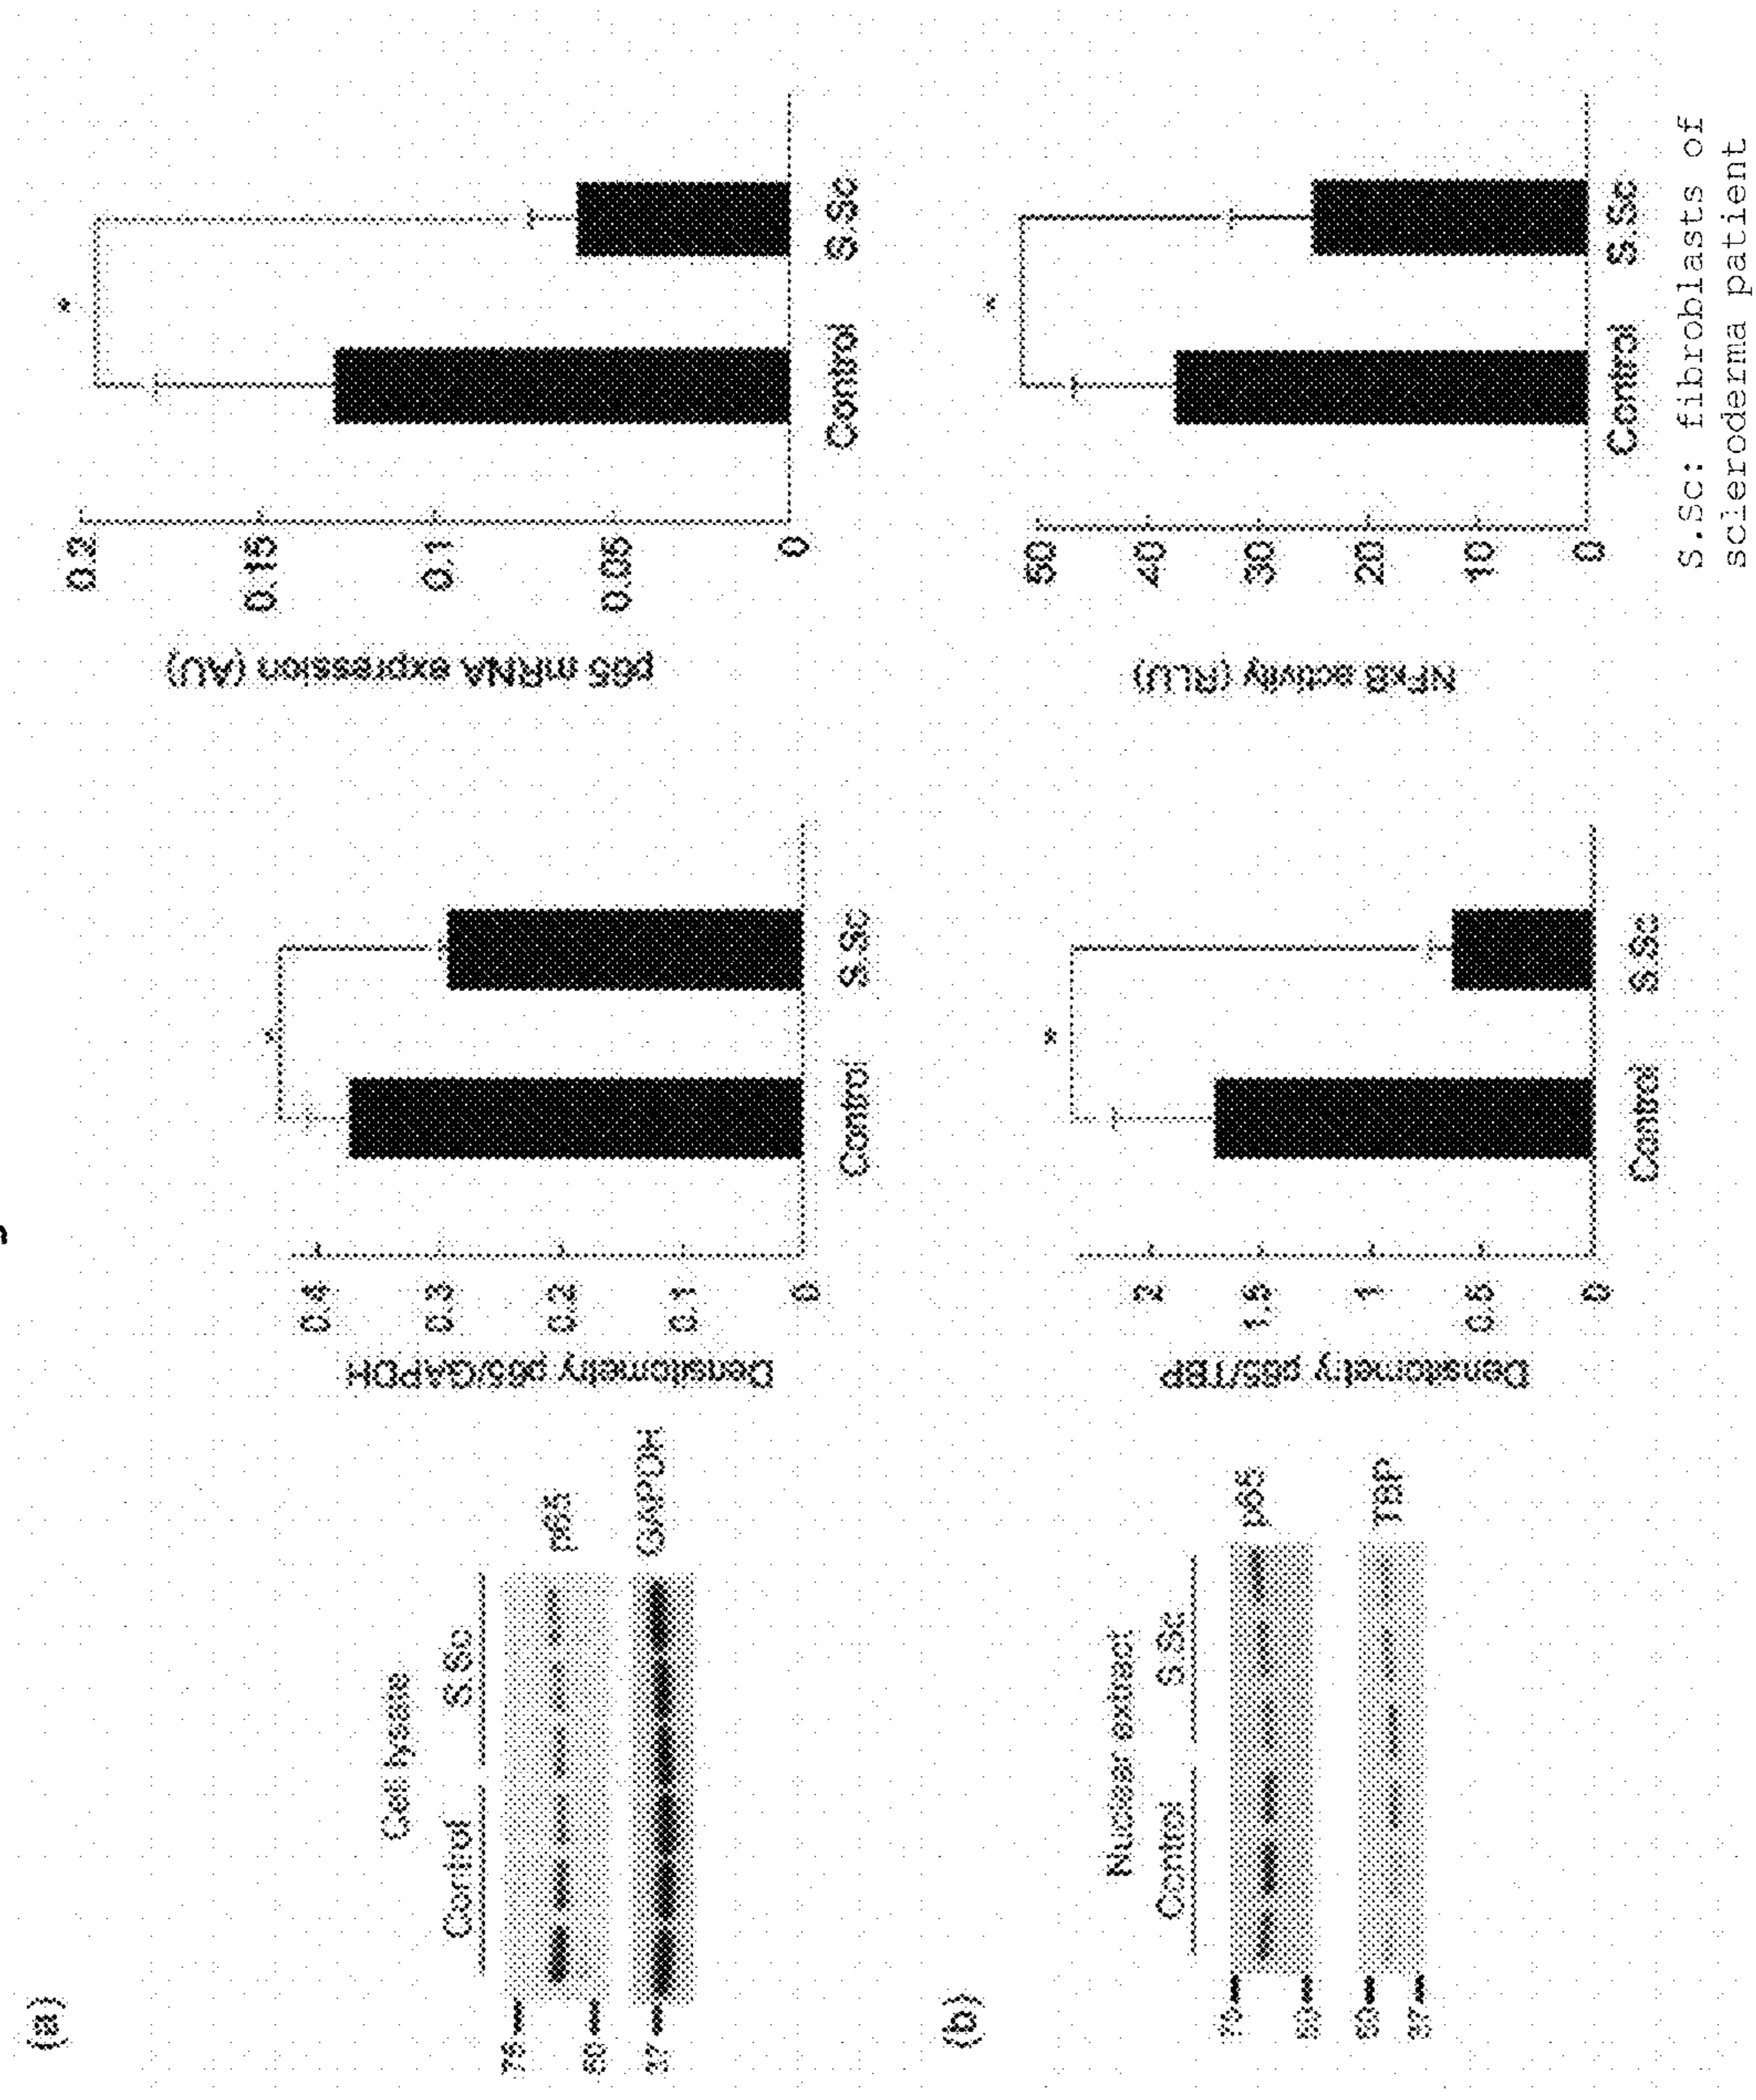 (a)
Cell lysate
Control S.Sc
75
50
37
p65
GAPDH
Densitometry p65/GAPDH
0.4
0.3
0.2
0.1
0
Control S.Sc
*
p65 mRNA expression (AU)
0.2
0.15
0.1
0.05
0
Control S.Sc
*
(b)
Nuclear extract
Control S.Sc
75
50
50
37
p65
TBP
Densitometry p65/TBP
2
1.5
1
0.5
0
Control S.Sc
*
NFκB activity (RLU)
50
40
30
20
10
0
Control S.Sc
*
S.Sc: fibroblasts of
scleroderma patient